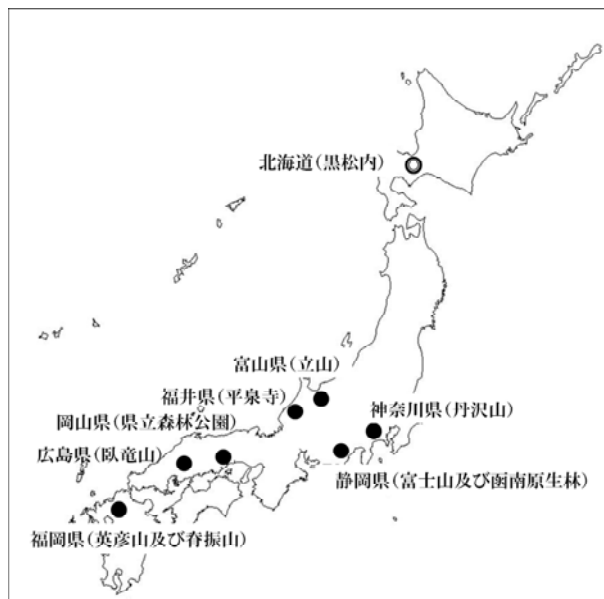 北海道（黒松内）
富山県（立山）
福井県（平泉寺）
神奈川県（丹沢山）
岡山県（県立森林公園）
広島県（臥竜山）
静岡県（富士山及び函南原生林）
福岡県（英彦山及び脊振山）